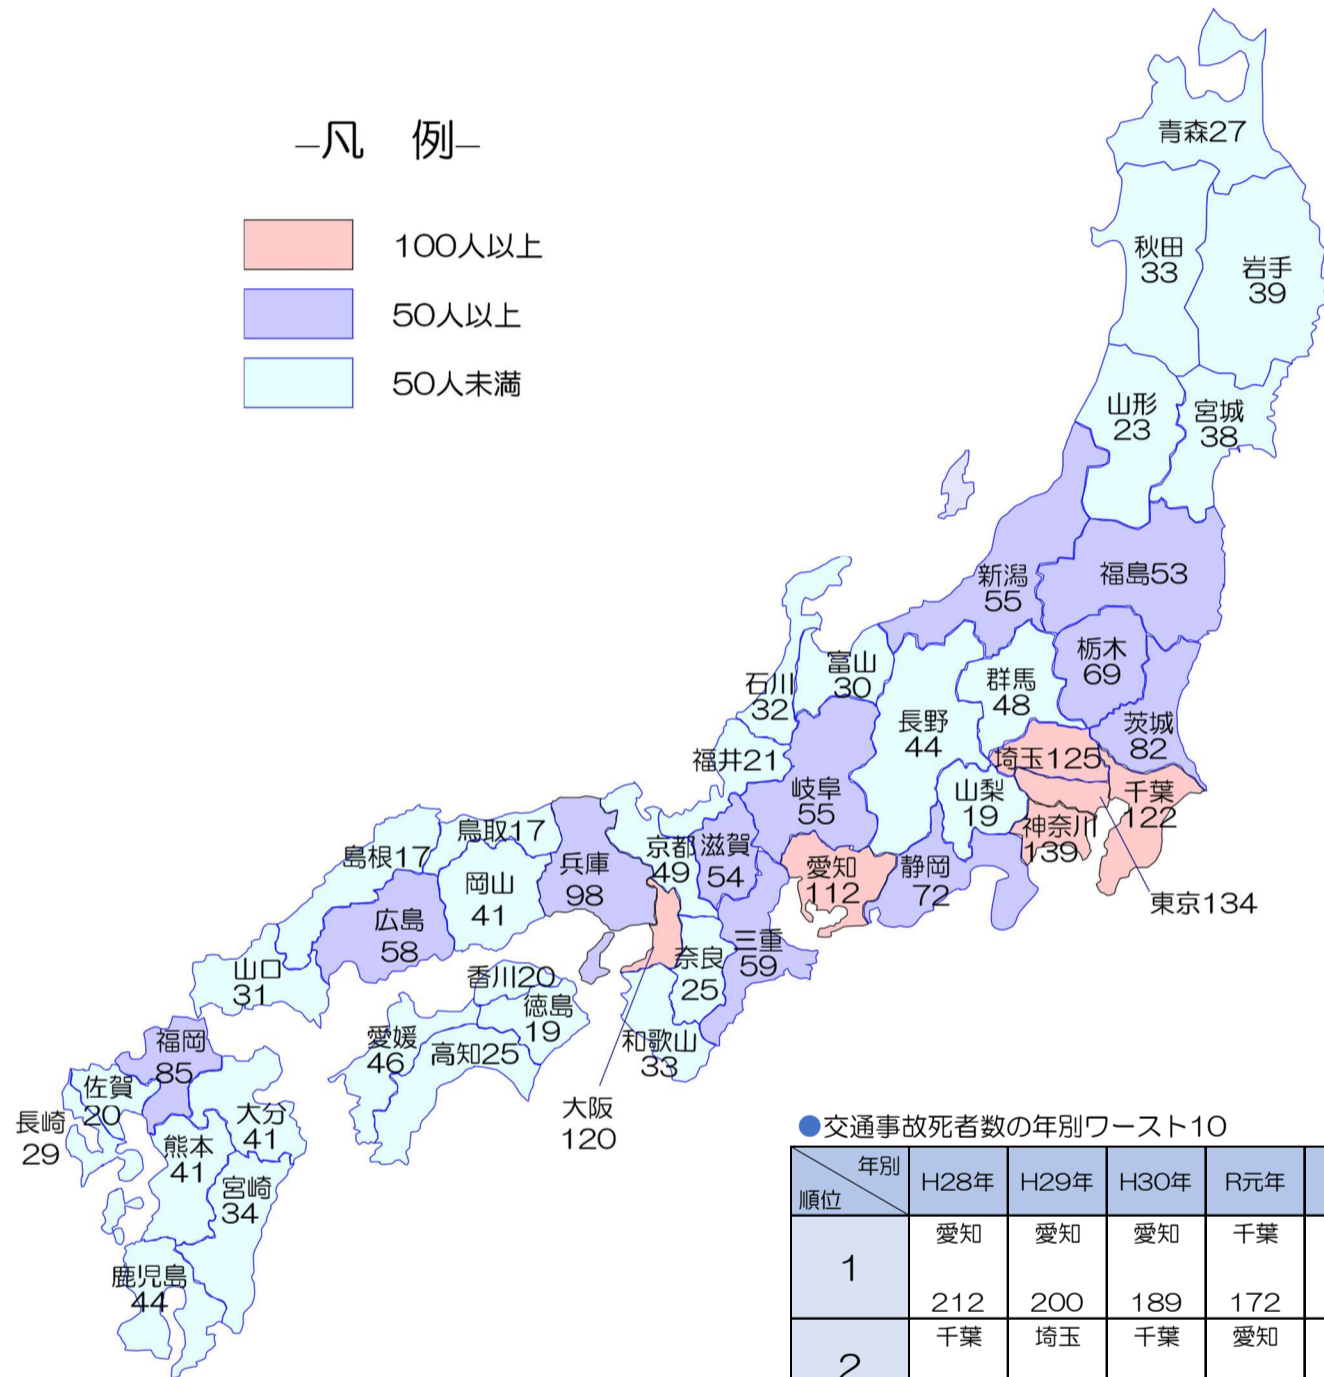 –凡　例–
100人以上
50人以上
50人未満
青森27
秋田
33
岩手
39
山形
23
宮城
38
新潟
55
福島53
富山
30
石川
32
福井21
栃木
69
群馬
48
茨城
82
長野
44
埼玉125
岐阜
55
山梨
19
千葉
122
神奈川
139
東京134
愛知
112
静岡
72
鳥取17
島根17
兵庫
98
京都
49
滋賀
54
岡山
41
広島
58
三重
59
奈良
25
山口
31
香川20
徳島
19
愛媛
46
高知25
和歌山
33
大阪
120
福岡
85
佐賀
20
長崎
29
大分
41
熊本
41
宮崎
34
鹿児島
44
●交通事故死者数の年別ワースト10
年別
順位
H28年 H29年 H30年 R元年
愛知 愛知 愛知 千葉
1
212 200 189 172
千葉 埼玉 千葉 愛知
2